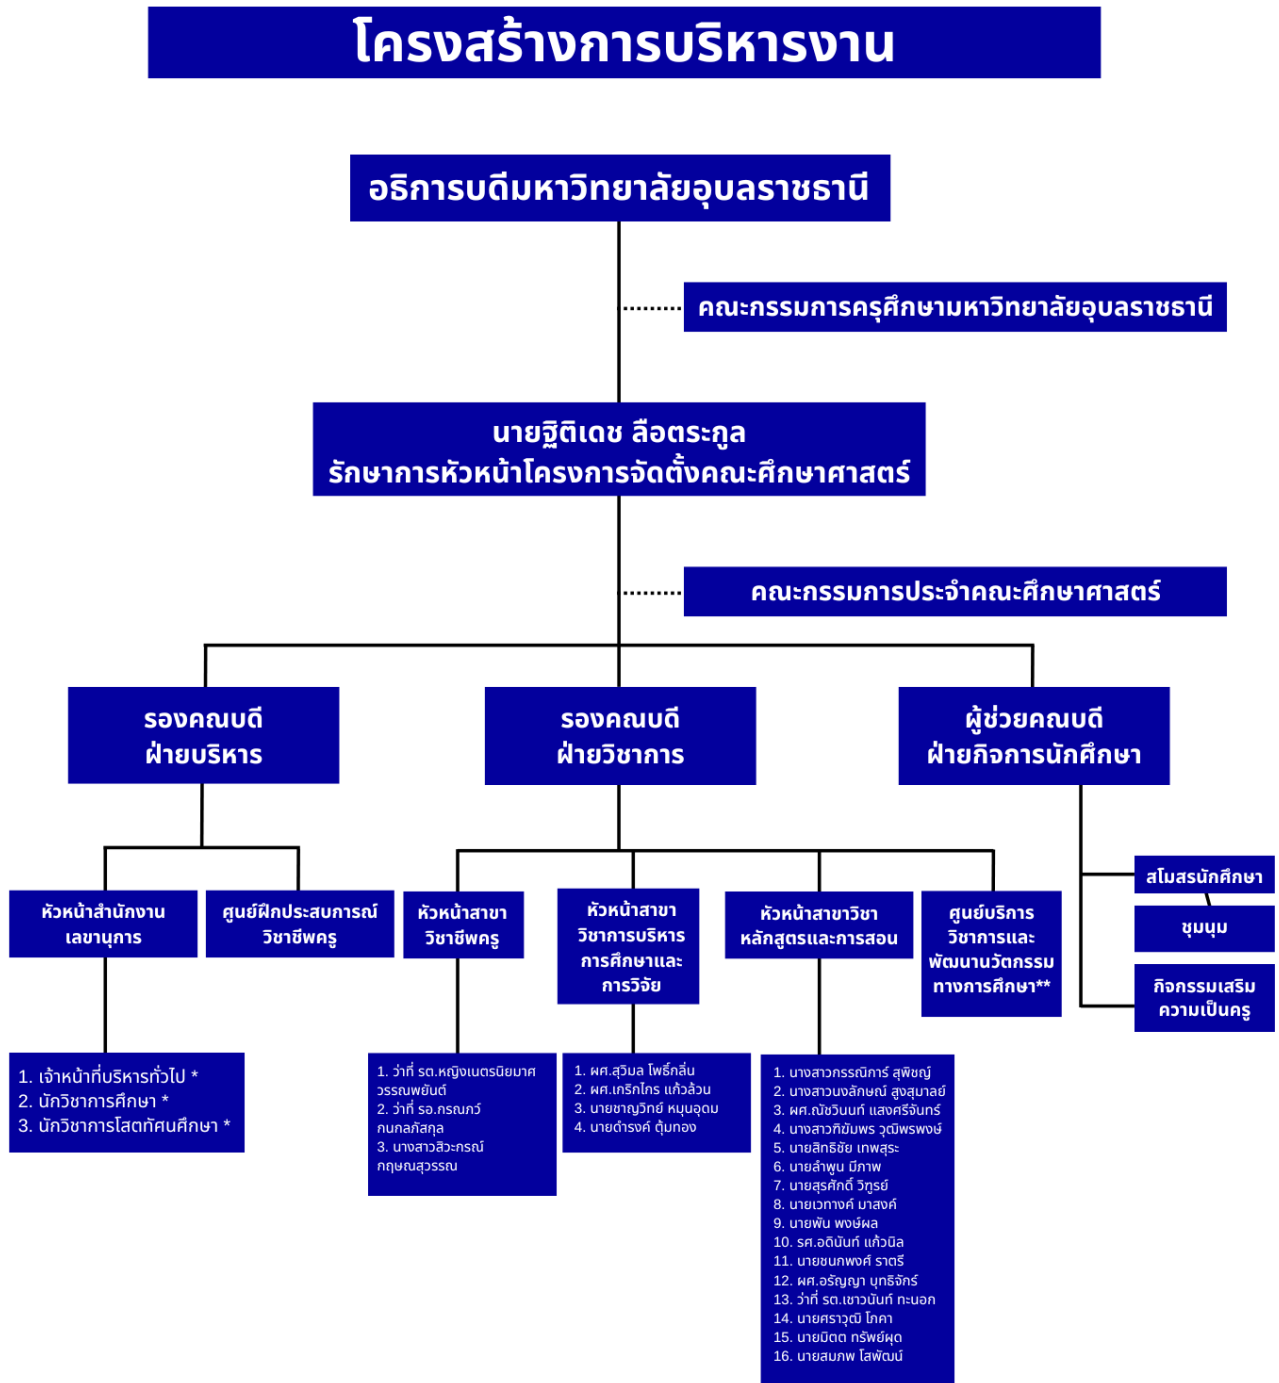 โครงสร้างการบริหารงาน
อธิการบดีมหาวิทยาลัยอุบลราชธานี
คณะกรรมการครุศึกษามหาวิทยาลัยอุบลราชธานี
นายฐิติเดช ลือตระกูล
รักษาการหัวหน้าโครงการจัดตั้งคณะศึกษาศาสตร์
คณะกรรมการประจำคณะศึกษาศาสตร์
รองคณบดี
ฝ่ายบริหาร
รองคณบดี
ฝ่ายวิชาการ
ผู้ช่วยคณบดี
ฝ่ายกิจการนักศึกษา
หัวหน้าสำนักงาน
เลขานุการ
ศูนย์ฝึกประสบการณ์
วิชาชีพครู
หัวหน้าสาขา
วิชาชีพครู
หัวหน้าสาขา
วิชาการบริหาร
การศึกษาและ
การวิจัย
หัวหน้าสาขาวิชา
หลักสูตรและการสอน
ศูนย์บริการ
วิชาการและ
พัฒนานวัตกรรม
ทางการศึกษา**
สโมสรนักศึกษา
ชุมนุม
กิจกรรมเสริม
ความเป็นครู
1. เจ้าหน้าที่บริหารทั่วไป *
2. นักวิชาการศึกษา *
3. นักวิชาการโสตทัศนศึกษา *
1. ว่าที่ รต.หญิงเนตรนิยมาศ
วรรณพยันต์
2. ว่าที่ รอ.กรณภว์
กนกลภัสกุล
3. นางสาวสิวะกรณ์
กฤษณสุวรรณ
1. ผศ.สุวิมล โพธิ์กลิ่น
2. ผศ.เกริกไกร แก้วล้วน
3. นายชาญวิทย์ หมุนอุดม
4. นายดำรงค์ ตุ้มทอง
1. นางสาวกรรณิการ์ สุพิชญ์
2. นางสาวนงลักษณ์ สูงสุมาลย์
3. ผศ.ณัชวินนท์ แสงศรีจันทร์
4. นางสาวฑิฆัมพร วุฒิพรพงษ์
5. นายสิทธิชัย เทพสุระ
6. นายลำพูน มีภาพ
7. นายสุรศักดิ์ วิฑูรย์
8. นายเวทางค์ มาสงค์
9. นายพัน พงษ์ผล
10. รศ.อดินันท์ แก้วนิล
11. นายชนกพงศ์ ราตรี
12. ผศ.อรัญญา บุทธิจักร์
13. ว่าที่ รต.เชาวนันท์ ทะนอก
14. นายศราวุฒิ โภคา
15. นายมิตต ทรัพย์ผุด
16. นายสมภพ โสพัฒน์